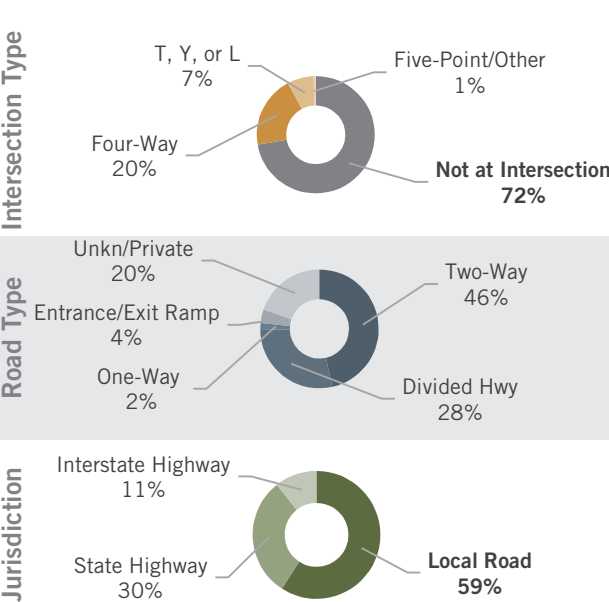 Intersection Type
T, Y, or L
7%
Five-Point/Other
1%
Four-Way
20%
Not at Intersection
72%
Road Type
Unkn/Private
20%
Two-Way
46%
Entrance/Exit Ramp
4%
One-Way
2%
Divided Hwy
28%
Jurisdiction
Interstate Highway
11%
State Highway
30%
Local Road
59%